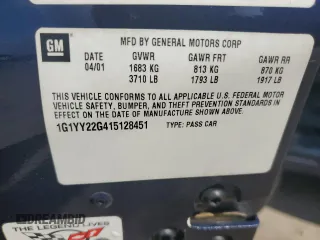 GM
MFD BY GENERAL MOTORS CORP
DATE GVWR GAWR FRT GAWR RR
04/01 1683 KG 813 KG 870 KG
3710 LB 1793 LB 1917 LB
THIS VEHICLE CONFORMS TO ALL APPLICABLE U.S. FEDERAL MOTOR
VEHICLE SAFETY, BUMPER, AND THEFT PREVENTION STANDARDS IN
EFFECT ON THE DATE OF MANUFACTURE SHOWN ABOVE.
1G1YY22G415128451 TYPE: PASS CAR
THE LEGEND LIVES